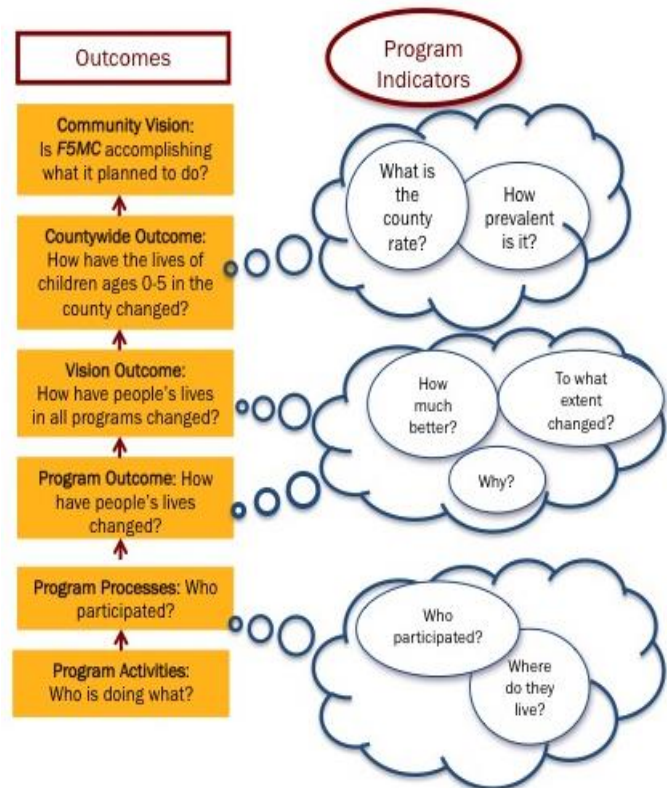 Outcomes
Program
Indicators
Community Vision:
Is F5MC accomplishing
what it planned to do?
Countywide Outcome:
How have the lives of
children ages 0-5 in the
county changed?
Vision Outcome:
How have people's lives
in all programs changed?
Program Outcome: How
have people's lives
changed?
Program Processes: Who
participated?
Program Activities:
Who is doing what?
What is
the
county
rate?
How
prevalent
is it?
How
much
better?
To what
extent
changed?
Why?
Who
participated?
Where
do they
live?